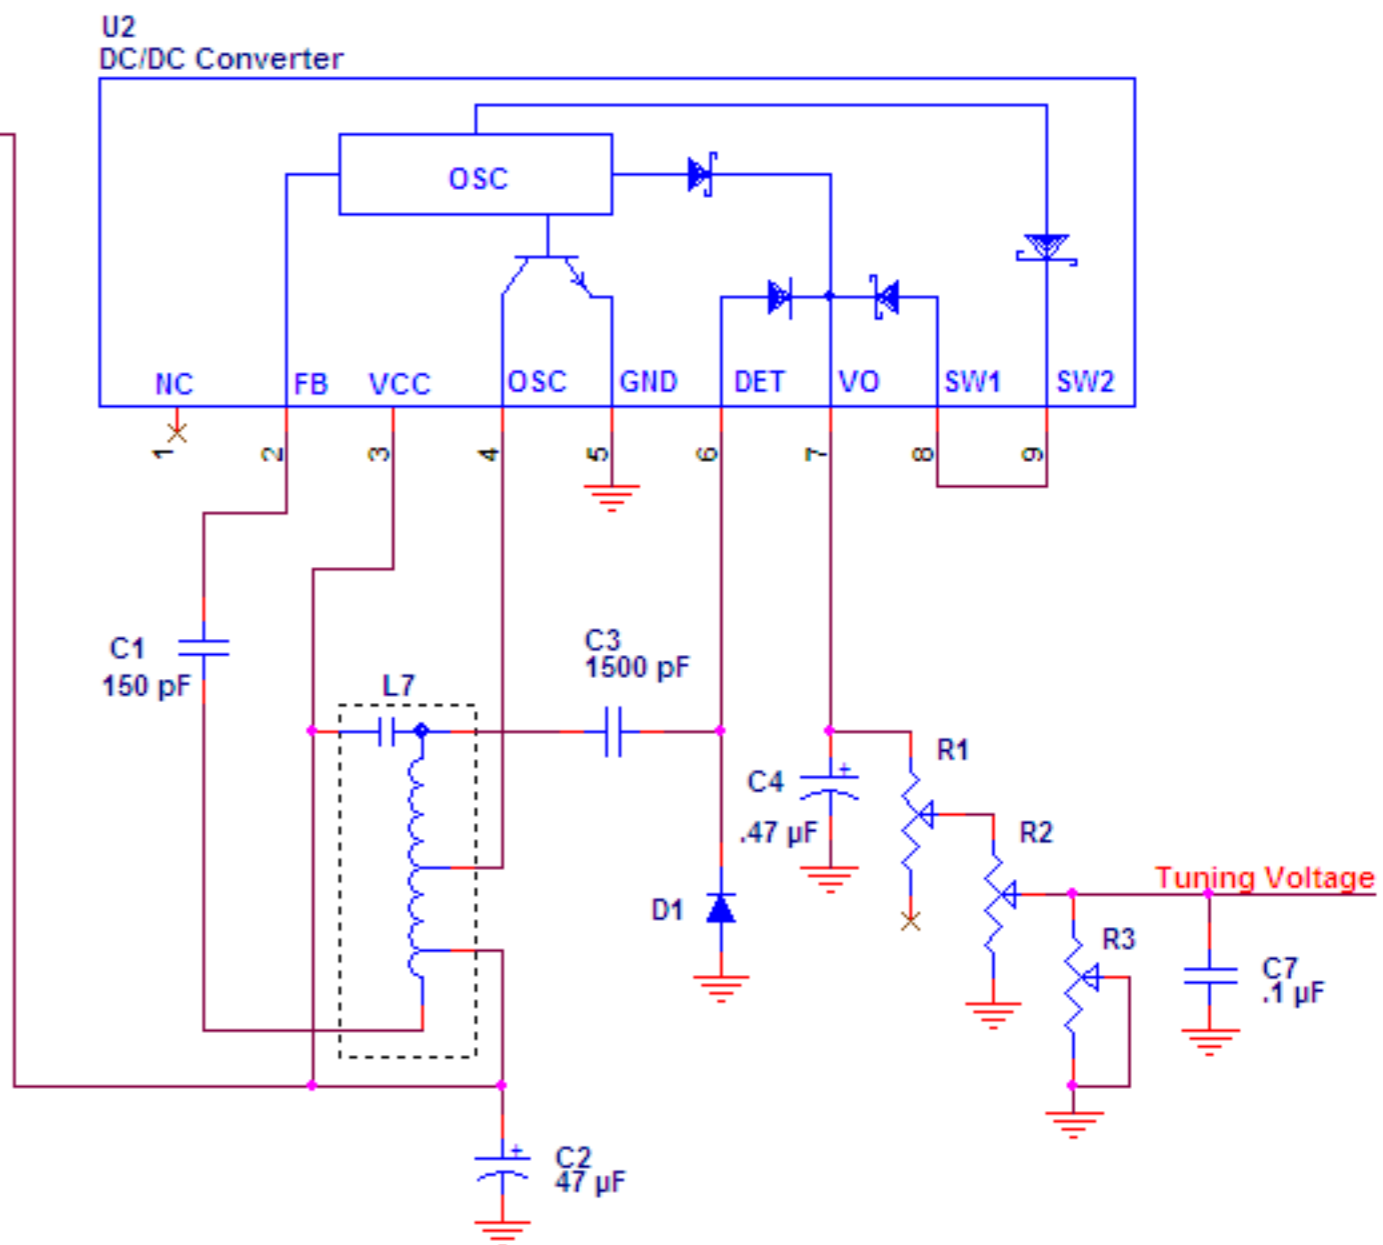 U2
DC/DC Converter
OSC
NC
FB
VCC
OSC
GND
DET
VO
SW1
SW2
1
2
3
4
5
6
7
8
9
C1
150 pF
L7
C3
1500 pF
C4
+
.47 µF
R1
R2
Tuning Voltage
D1
R3
C7
.1 µF
+
C2
47 µF